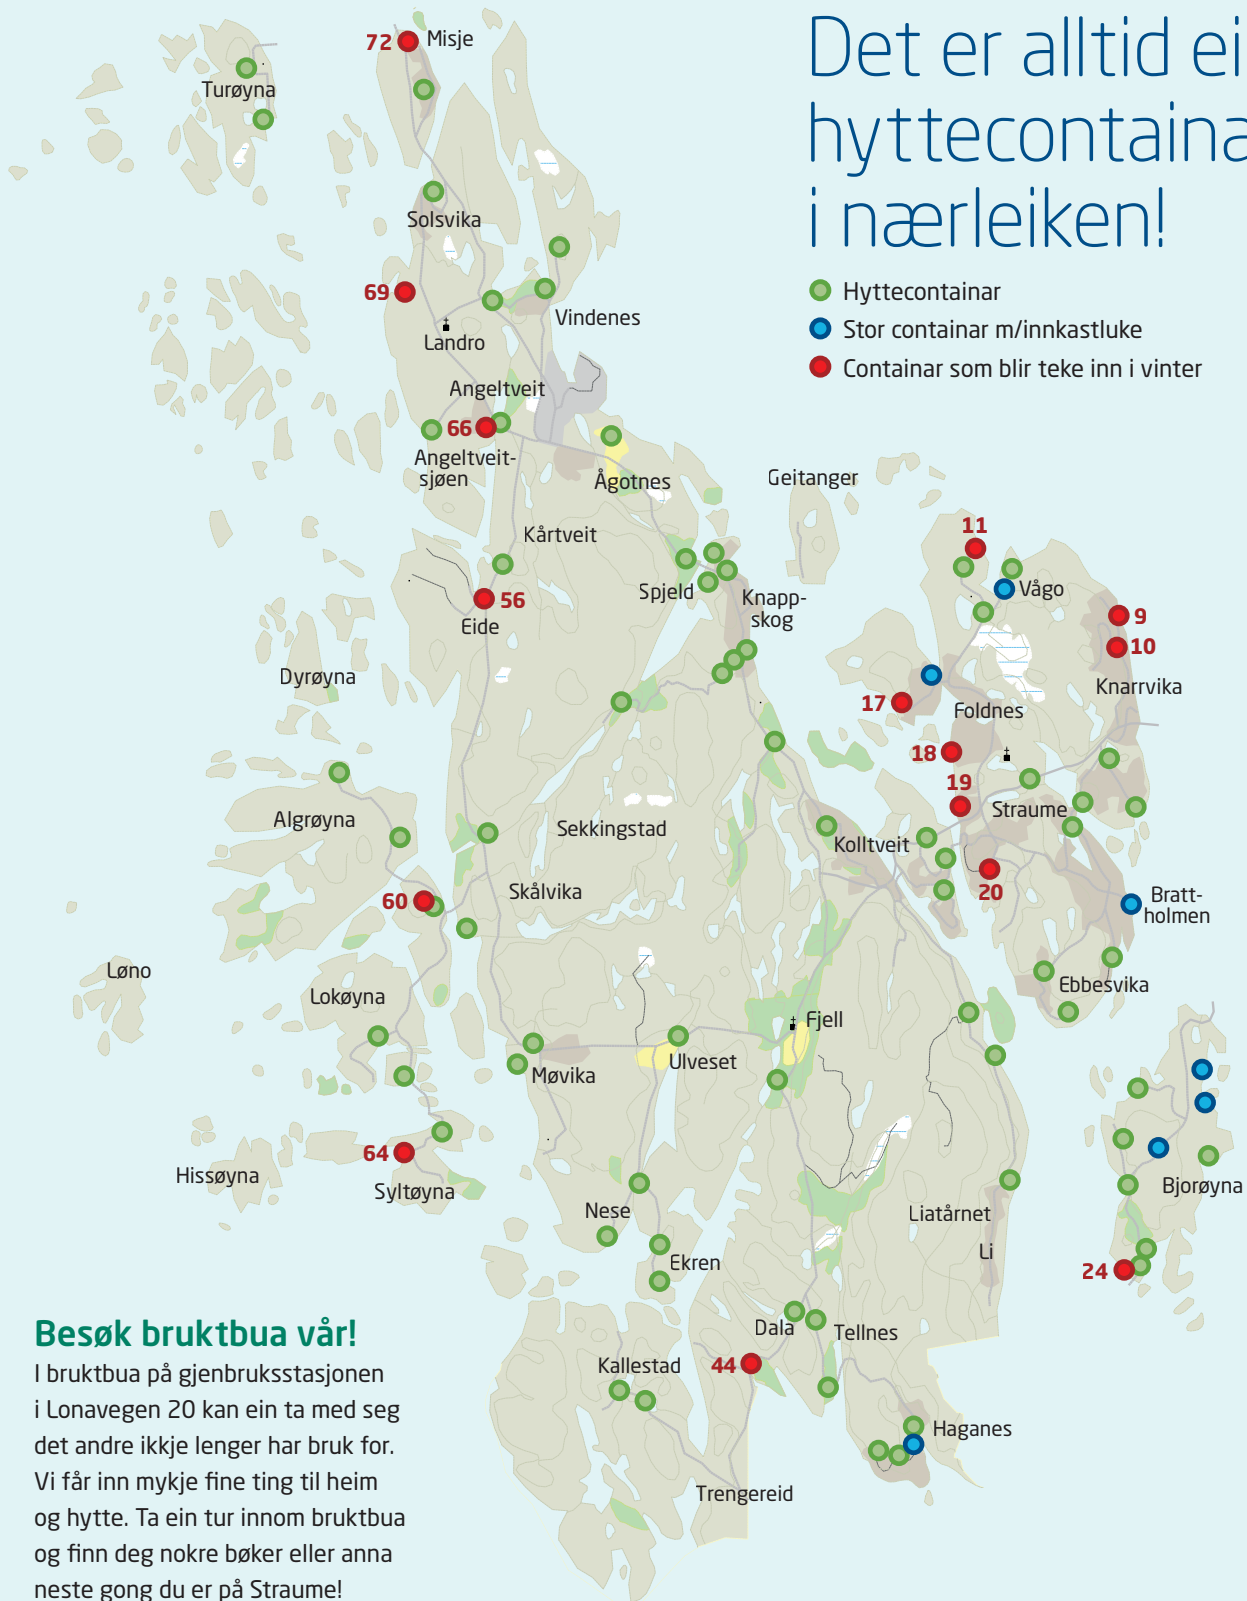 Det er alltid ei
hyttecontaina
i nærleiken!
Hyttecontainar
Stor containar m/innkastluke
Containar som blir teke inn i vinter
72
Misje
Turøyna
Solsvika
69
Landro
Vindenes
Angeltveit
66
Angeltveit-
sjøen
Ågotnes
Geitanger
Kårtveit
11
Spjeld
Knapp-
skog
Vågo
56
Eide
9
10
Knarrvika
Dyrøyna
17
Foldnes
18
19
Straume
Algrøyna
Sekkingstad
Kolltveit
20
60
Skålvika
Bratt-
holmen
Løno
Lokøyna
Ebbesvika
Fjell
Ulveset
Møvika
64
Hissøyna
Syltøyna
Bjorøyna
Nese
Liatårnet
Li
Ekren
24
Dala
Tellnes
Kallestad
44
Haganes
Trengereid
Besøk bruktbua vår!
I bruktbua på gjenbruksstasjonen
i Lonavegen 20 kan ein ta med seg
det andre ikkje lenger har bruk for.
Vi får inn mykje fine ting til heim
og hytte. Ta ein tur innom bruktbua
og finn deg nokre bøker eller anna
neste gong du er på Straume!